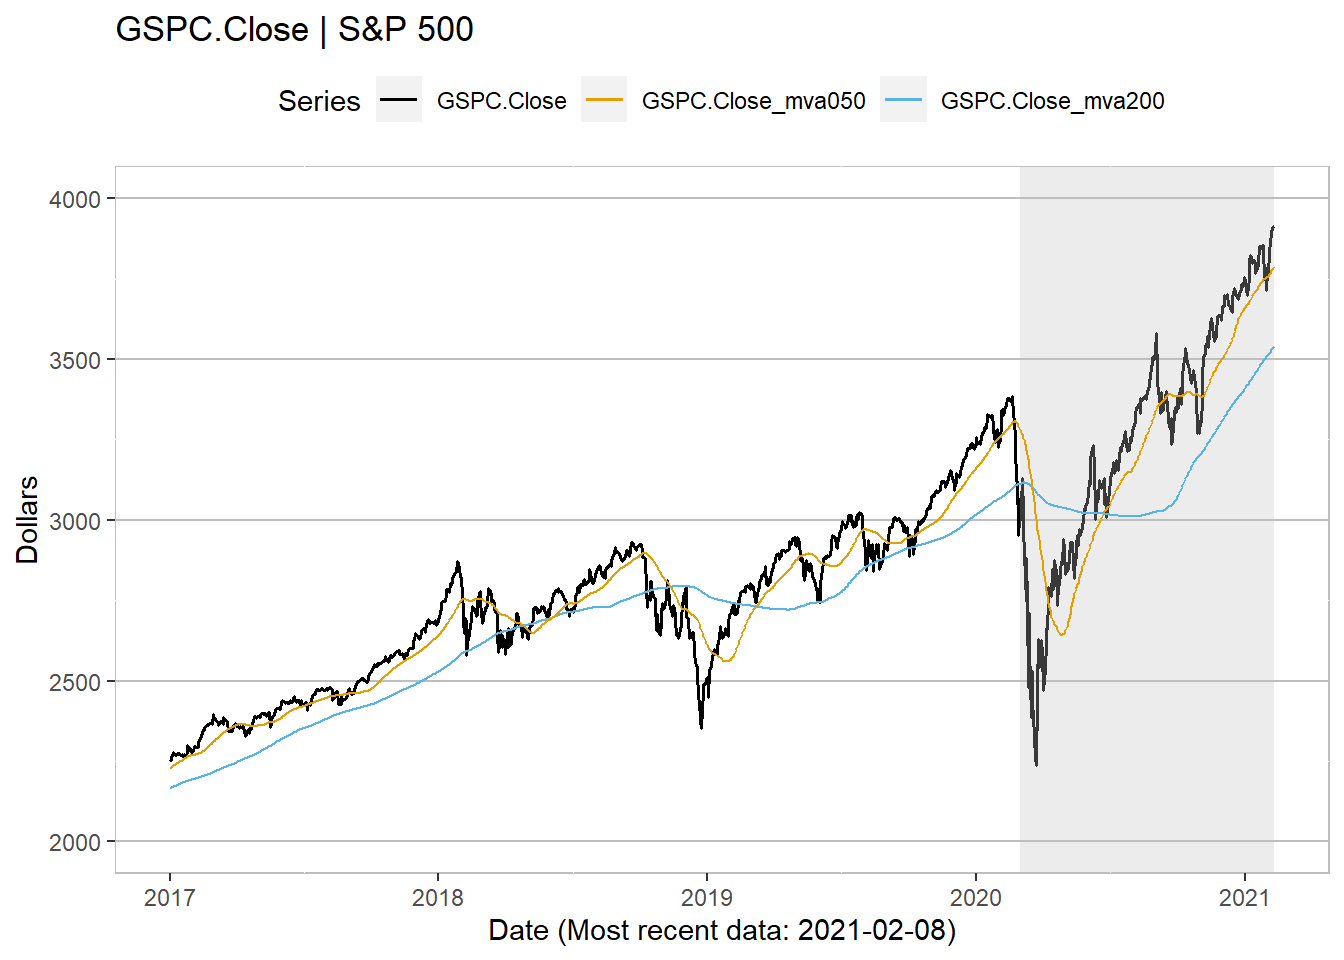 GSPC.Close | S&P 500
Series GSPC.Close GSPC.Close_mva050 GSPC.Close_mva200
4000
3500
3000
2500
2000
Dollars
2017 2018 2019 2020 2021
Date (Most recent data: 2021-02-08)